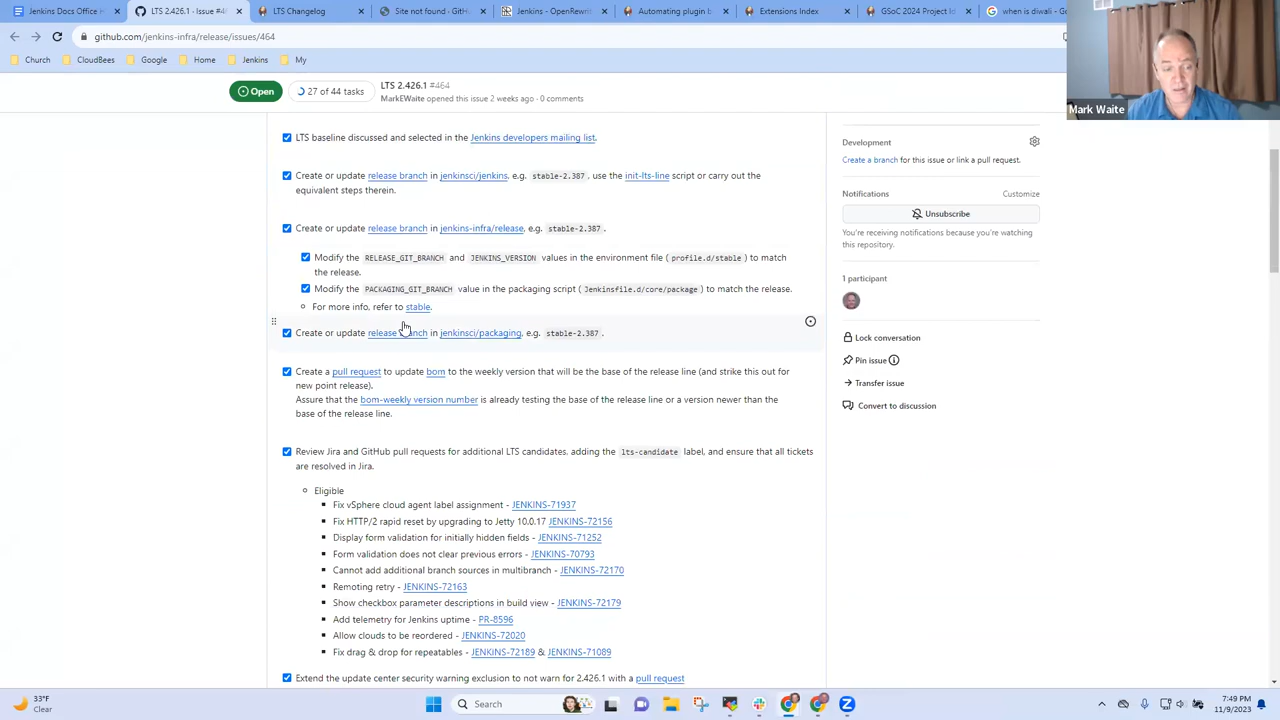 Jenkins Docs Office H
LTS 2.426.1 - Issue #46
LTS Changelog
Site not found · GitHub
Jenkins - OpenRewrite
Automating plugin
Extensions Index
GSoC 2024 Project Id
when is diwali - Go
github.com/jenkins-infra/release/issues/464
Church
CloudBees
Google
Home
Jenkins
My
Open
27 of 44 tasks
LTS 2.426.1 #464
MarkEWaite opened this issue 2 weeks ago · 0 comments
Mark Waite
LTS baseline discussed and selected in the Jenkins developers mailing list.
Create or update release branch in jenkinsci/jenkins, e.g. stable-2.387, use the init-lts-line script or carry out the
equivalent steps therein.
Create or update release branch in jenkins-infra/release, e.g. stable-2.387.
Modify the RELEASE_GIT_BRANCH and JENKINS_VERSION values in the environment file (profile.d/stable) to match
the release.
Modify the PACKAGING_GIT_BRANCH value in the packaging script (Jenkinsfile.d/core/package) to match the release.
For more info, refer to stable.
Create or update release branch in jenkinsci/packaging, e.g. stable-2.387.
Create a pull request to update bom to the weekly version that will be the base of the release line (and strike this out for
new point release).
Assure that the bom-weekly version number is already testing the base of the release line or a version newer than the
base of the release line.
Review Jira and GitHub pull requests for additional LTS candidates, adding the lts-candidate label, and ensure that all tickets
are resolved in Jira.
Eligible
Fix vSphere cloud agent label assignment - JENKINS-71937
Fix HTTP/2 rapid reset by upgrading to Jetty 10.0.17 JENKINS-72156
Display form validation for initially hidden fields - JENKINS-71252
Form validation does not clear previous errors - JENKINS-70793
Cannot add additional branch sources in multibranch - JENKINS-72170
Remoting retry - JENKINS-72163
Show checkbox parameter descriptions in build view - JENKINS-72179
Add telemetry for Jenkins uptime - PR-8596
Allow clouds to be reordered - JENKINS-72020
Fix drag & drop for repeatables - JENKINS-72189 & JENKINS-71089
Extend the update center security warning exclusion to not warn for 2.426.1 with a pull request
Development
Create a branch for this issue or link a pull request.
Notifications
Customize
Unsubscribe
You're receiving notifications because you're watching
this repository.
1 participant
Lock conversation
Pin issue
Transfer issue
Convert to discussion
33°F
Clear
Search
7:49 PM
11/9/2023